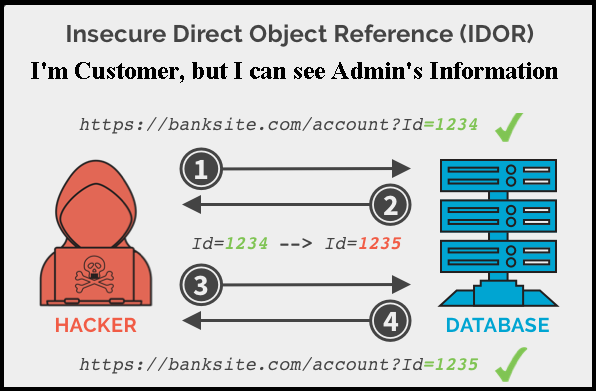 Insecure Direct Object Reference (IDOR)
I'm Customer, but I can see Admin's Information
https://banksite.com/account?Id=1234
1
2
Id=1234 --> Id=1235
3
4
HACKER
DATABASE
https://banksite.com/account?Id=1235